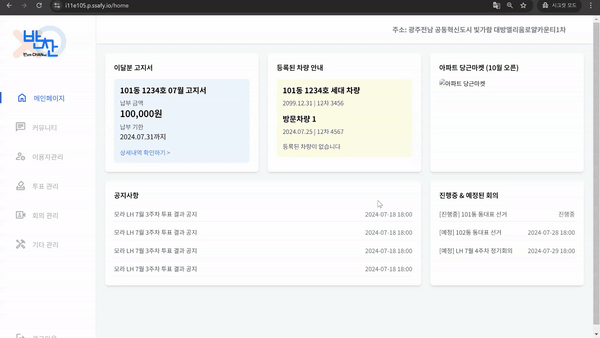 i11e105.p.ssafy.io/home
시크릿 모드
밥찬
주소: 광주전남 공동혁신도시 빛가람 대방엘리움로얄카운티1차
메인페이지
커뮤니티
이용자관리
투표 관리
회의 관리
기타 관리
이달분 고지서
101동 1234호 07월 고지서
납부 금액
100,000원
납부 기한
2024.07.31까지
상세내역 확인하기 >
등록된 차량 안내
101동 1234호 세대 차량
2099.12.31 | 12차 3456
방문차량 1
2024.07.25 | 12차 4567
등록된 차량이 없습니다
아파트 당근마켓 (10월 오픈)
아파트 당근마켓
공지사항
모라 LH 7월 3주차 투표 결과 공지 2024-07-18 18:00
모라 LH 7월 3주차 투표 결과 공지 2024-07-18 18:00
모라 LH 7월 3주차 투표 결과 공지 2024-07-18 18:00
모라 LH 7월 3주차 투표 결과 공지 2024-07-18 18:00
진행중 & 예정된 회의
[진행중] 101동 동대표 선거 진행중
[예정] 102동 동대표 선거 2024-07-28 18:00
[예정] LH 7월 4주차 정기회의 2024-07-29 18:00